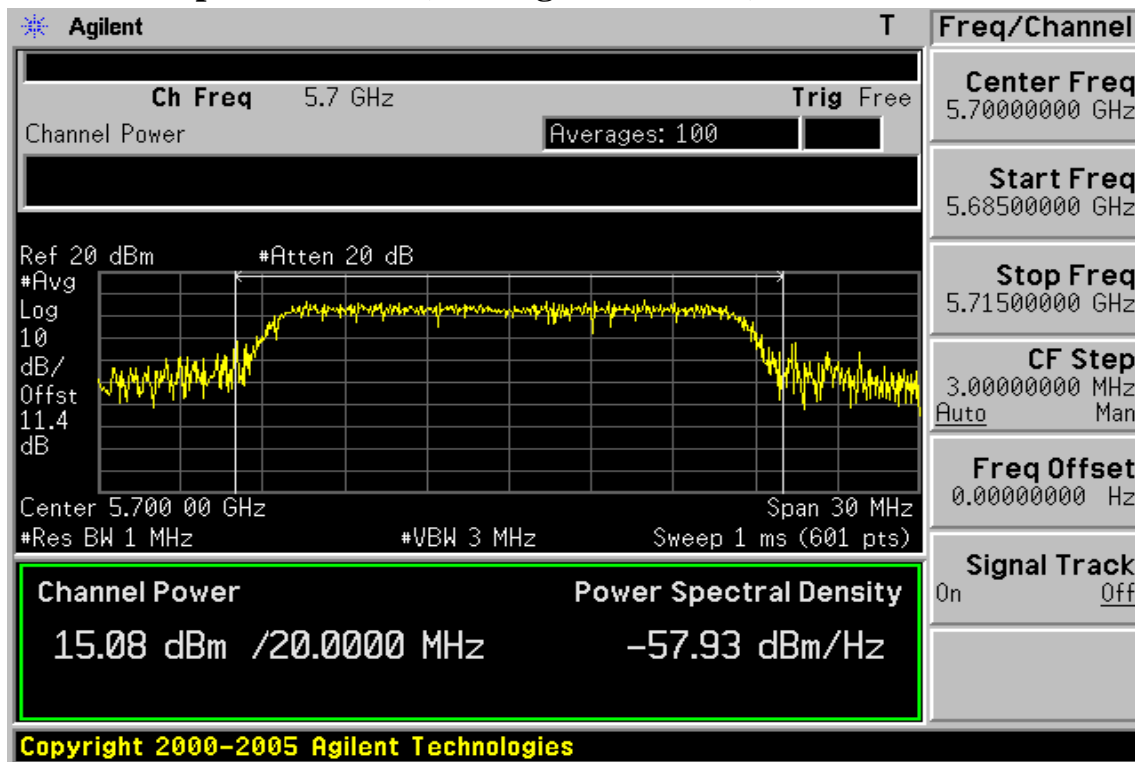 Agilent T Freq/Channel
Ch Freq 5.7 GHz Trig Free
Channel Power Averages: 100
Center Freq
5.70000000 GHz
Start Freq
5.68500000 GHz
Stop Freq
5.71500000 GHz
CF Step
3.00000000 MHz
Auto Man
Freq Offset
0.00000000 Hz
Signal Track
On Off
Ref 20 dBm #Atten 20 dB
#Avg
Log
10
dB/
Offst
11.4
dB
Center 5.700 00 GHz Span 30 MHz
#Res BW 1 MHz #VBW 3 MHz Sweep 1 ms (601 pts)
Channel Power Power Spectral Density
15.08 dBm /20.0000 MHz -57.93 dBm/Hz
Copyright 2000-2005 Agilent Technologies